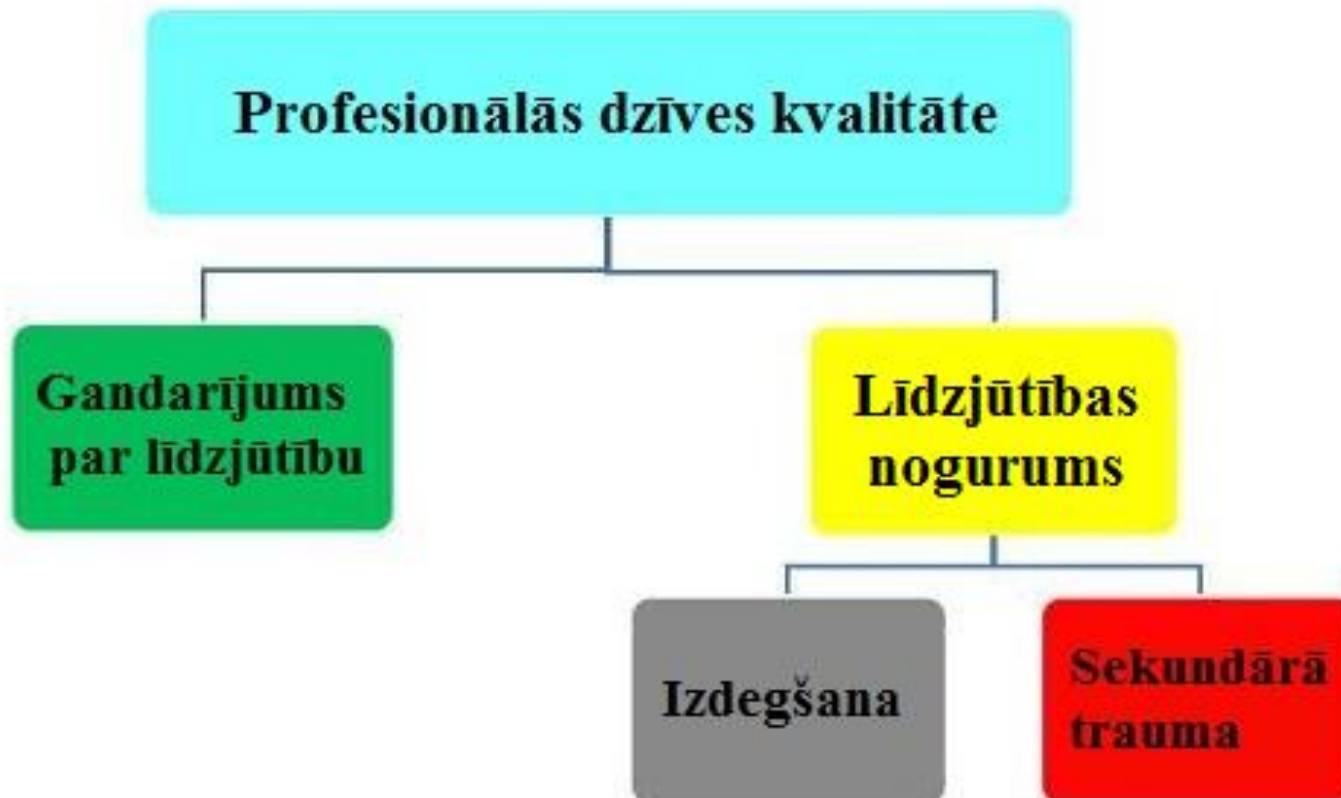 Profesionālās dzīves kvalitāte
Gandarījums
par līdzjūtību
Līdzjūtības
nogurums
Izdegšana
Sekundārā
trauma